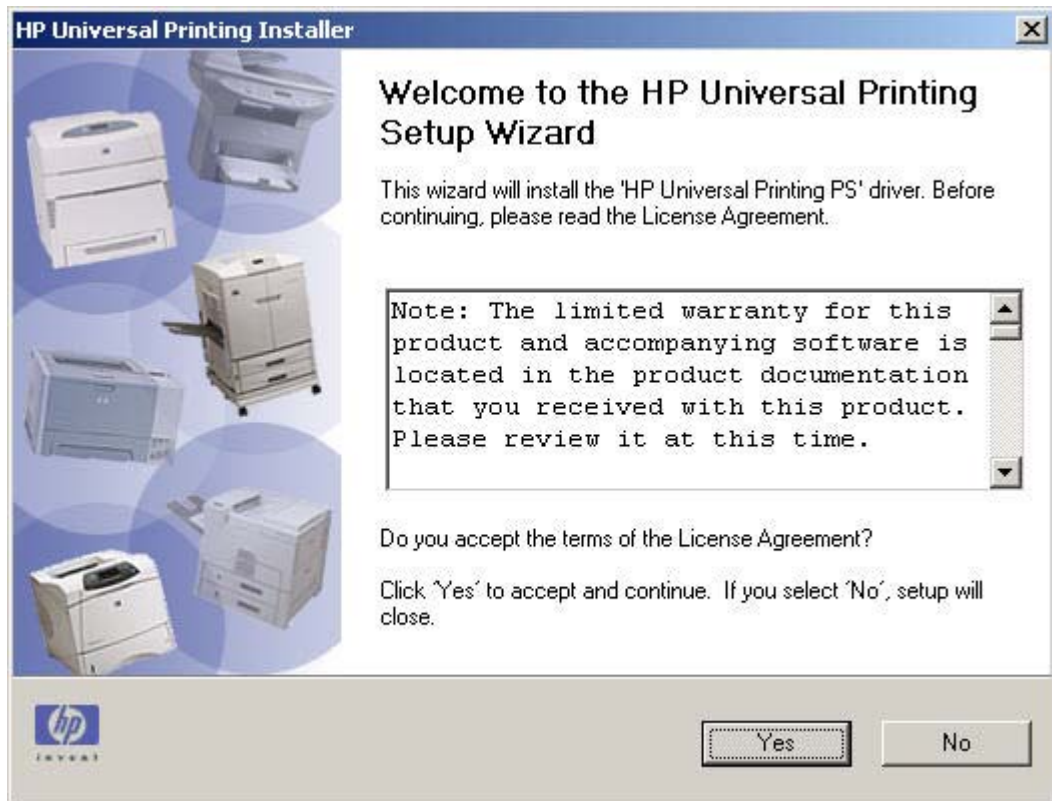 HP Universal Printing Installer
Welcome to the HP Universal Printing
Setup Wizard
This wizard will install the 'HP Universal Printing PS' driver. Before
continuing, please read the License Agreement.
Note: The limited warranty for this
product and accompanying software is
located in the product documentation
that you received with this product.
Please review it at this time.
Do you accept the terms of the License Agreement?
Click ´Yes´ to accept and continue.  If you select ´No´, setup will
close.
hp
invent
Yes
No